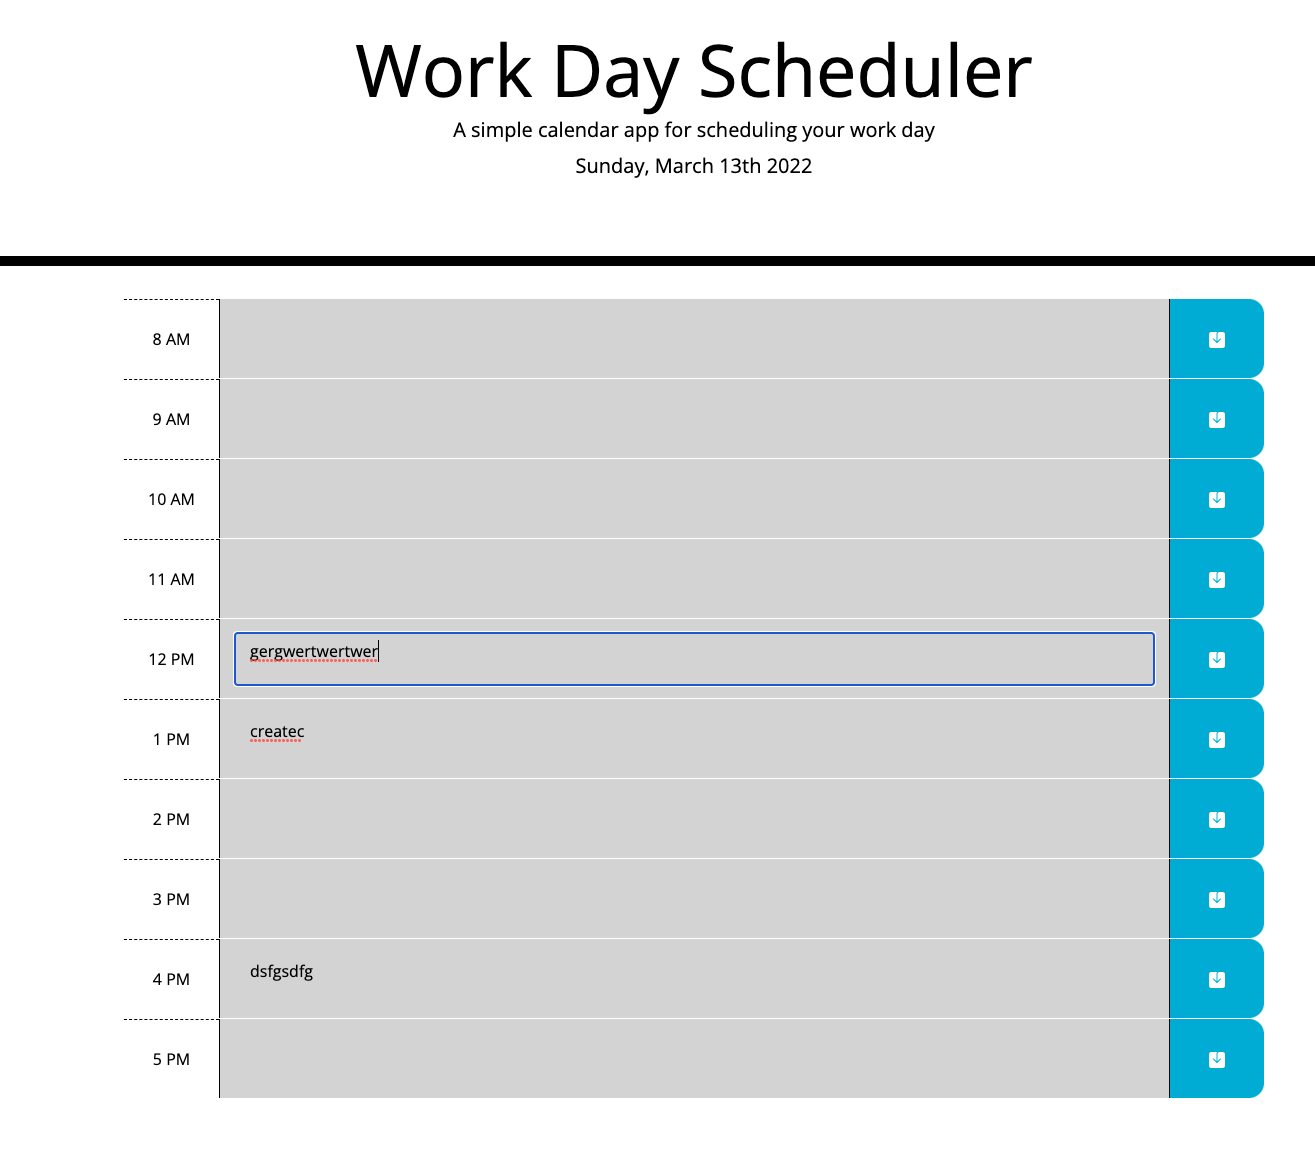 Work Day Scheduler
A simple calendar app for scheduling your work day
Sunday, March 13th 2022
8 AM
9 AM
10 AM
11 AM
12 PM
gergwertwertwer
1 PM
createc
2 PM
3 PM
4 PM
dsfgsdfg
5 PM